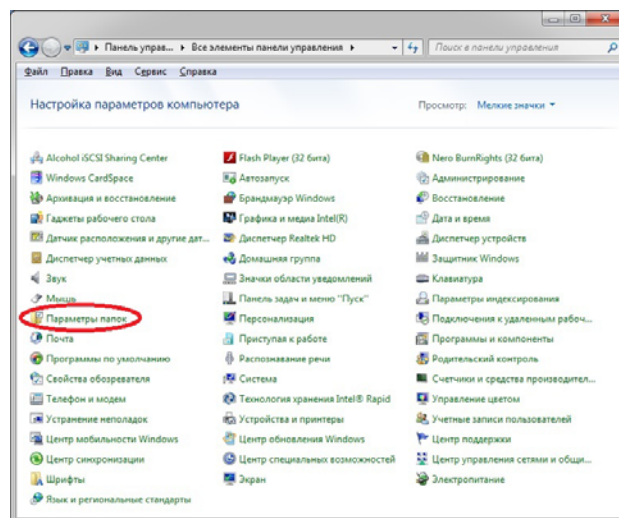 Панель управ... ▸ Все элементы панели управления ▸
Поиск в панели управления
Файл Правка Вид Сервис Справка
Настройка параметров компьютера
Просмотр: Мелкие значки
Alcohol iSCSI Sharing Center
Flash Player (32 бита)
Nero BurnRights (32 бита)
Windows CardSpace
Автозапуск
Администрирование
Архивация и восстановление
Брандмауэр Windows
Восстановление
Гаджеты рабочего стола
Графика и медиа Intel(R)
Дата и время
Датчик расположения и другие дат...
Диспетчер Realtek HD
Диспетчер устройств
Диспетчер учетных данных
Домашняя группа
Защитник Windows
Звук
Значки области уведомлений
Клавиатура
Мышь
Панель задач и меню "Пуск"
Параметры индексирования
Параметры папок
Персонализация
Подключения к удаленным рабоч...
Почта
Приступая к работе
Программы и компоненты
Программы по умолчанию
Распознавание речи
Родительский контроль
Свойства обозревателя
Система
Счетчики и средства производител...
Телефон и модем
Технология хранения Intel® Rapid
Управление цветом
Устранение неполадок
Устройства и принтеры
Учетные записи пользователей
Центр мобильности Windows
Центр обновления Windows
Центр поддержки
Центр синхронизации
Центр специальных возможностей
Центр управления сетями и общи...
Шрифты
Экран
Электропитание
Язык и региональные стандарты